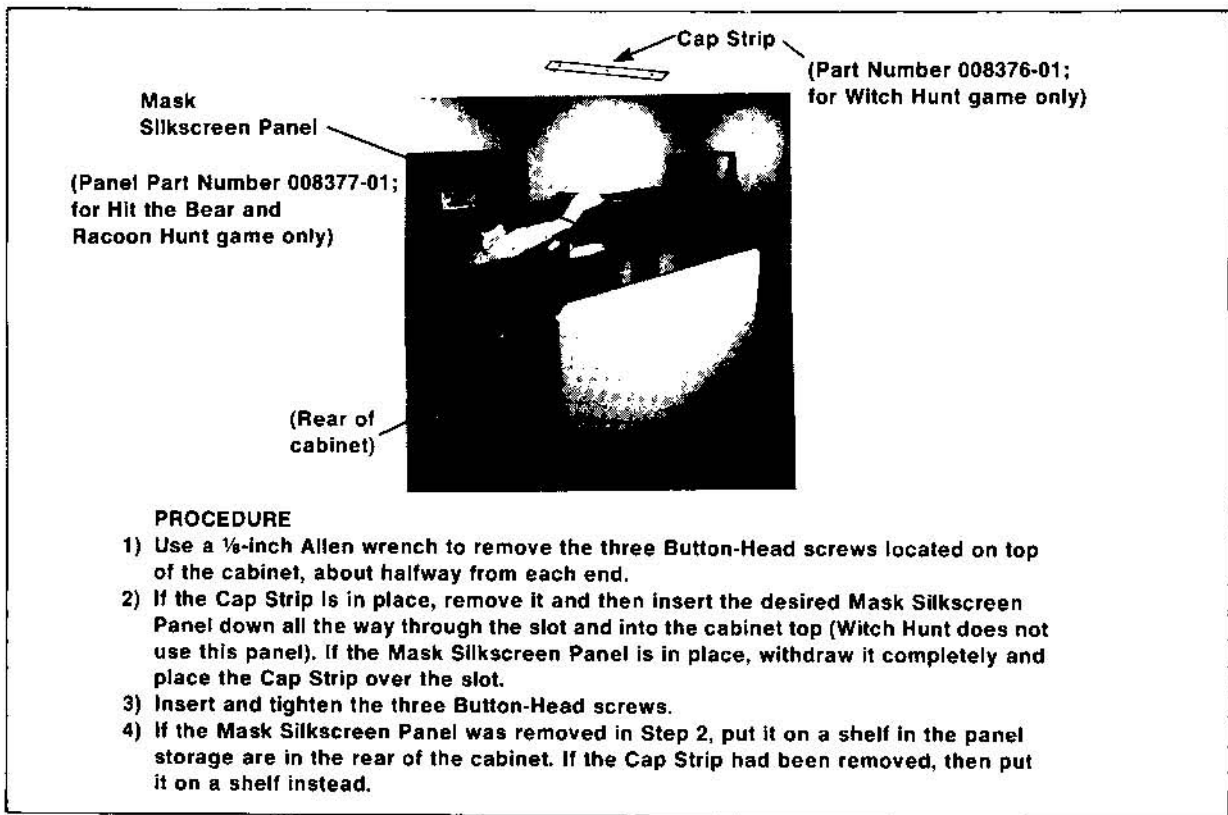 Cap Strip
(Part Number 008376-01;
for Witch Hunt game only)
Mask
Silkscreen Panel
(Panel Part Number 008377-01;
for Hit the Bear and
Racoon Hunt game only)
(Rear of
cabinet)
PROCEDURE
1) Use a ⅛-inch Allen wrench to remove the three Button-Head screws located on top
of the cabinet, about halfway from each end.
2) If the Cap Strip is in place, remove it and then insert the desired Mask Silkscreen
Panel down all the way through the slot and into the cabinet top (Witch Hunt does not
use this panel). If the Mask Silkscreen Panel is in place, withdraw it completely and
place the Cap Strip over the slot.
3) Insert and tighten the three Button-Head screws.
4) If the Mask Silkscreen Panel was removed in Step 2, put it on a shelf in the panel
storage are in the rear of the cabinet. If the Cap Strip had been removed, then put
it on a shelf instead.